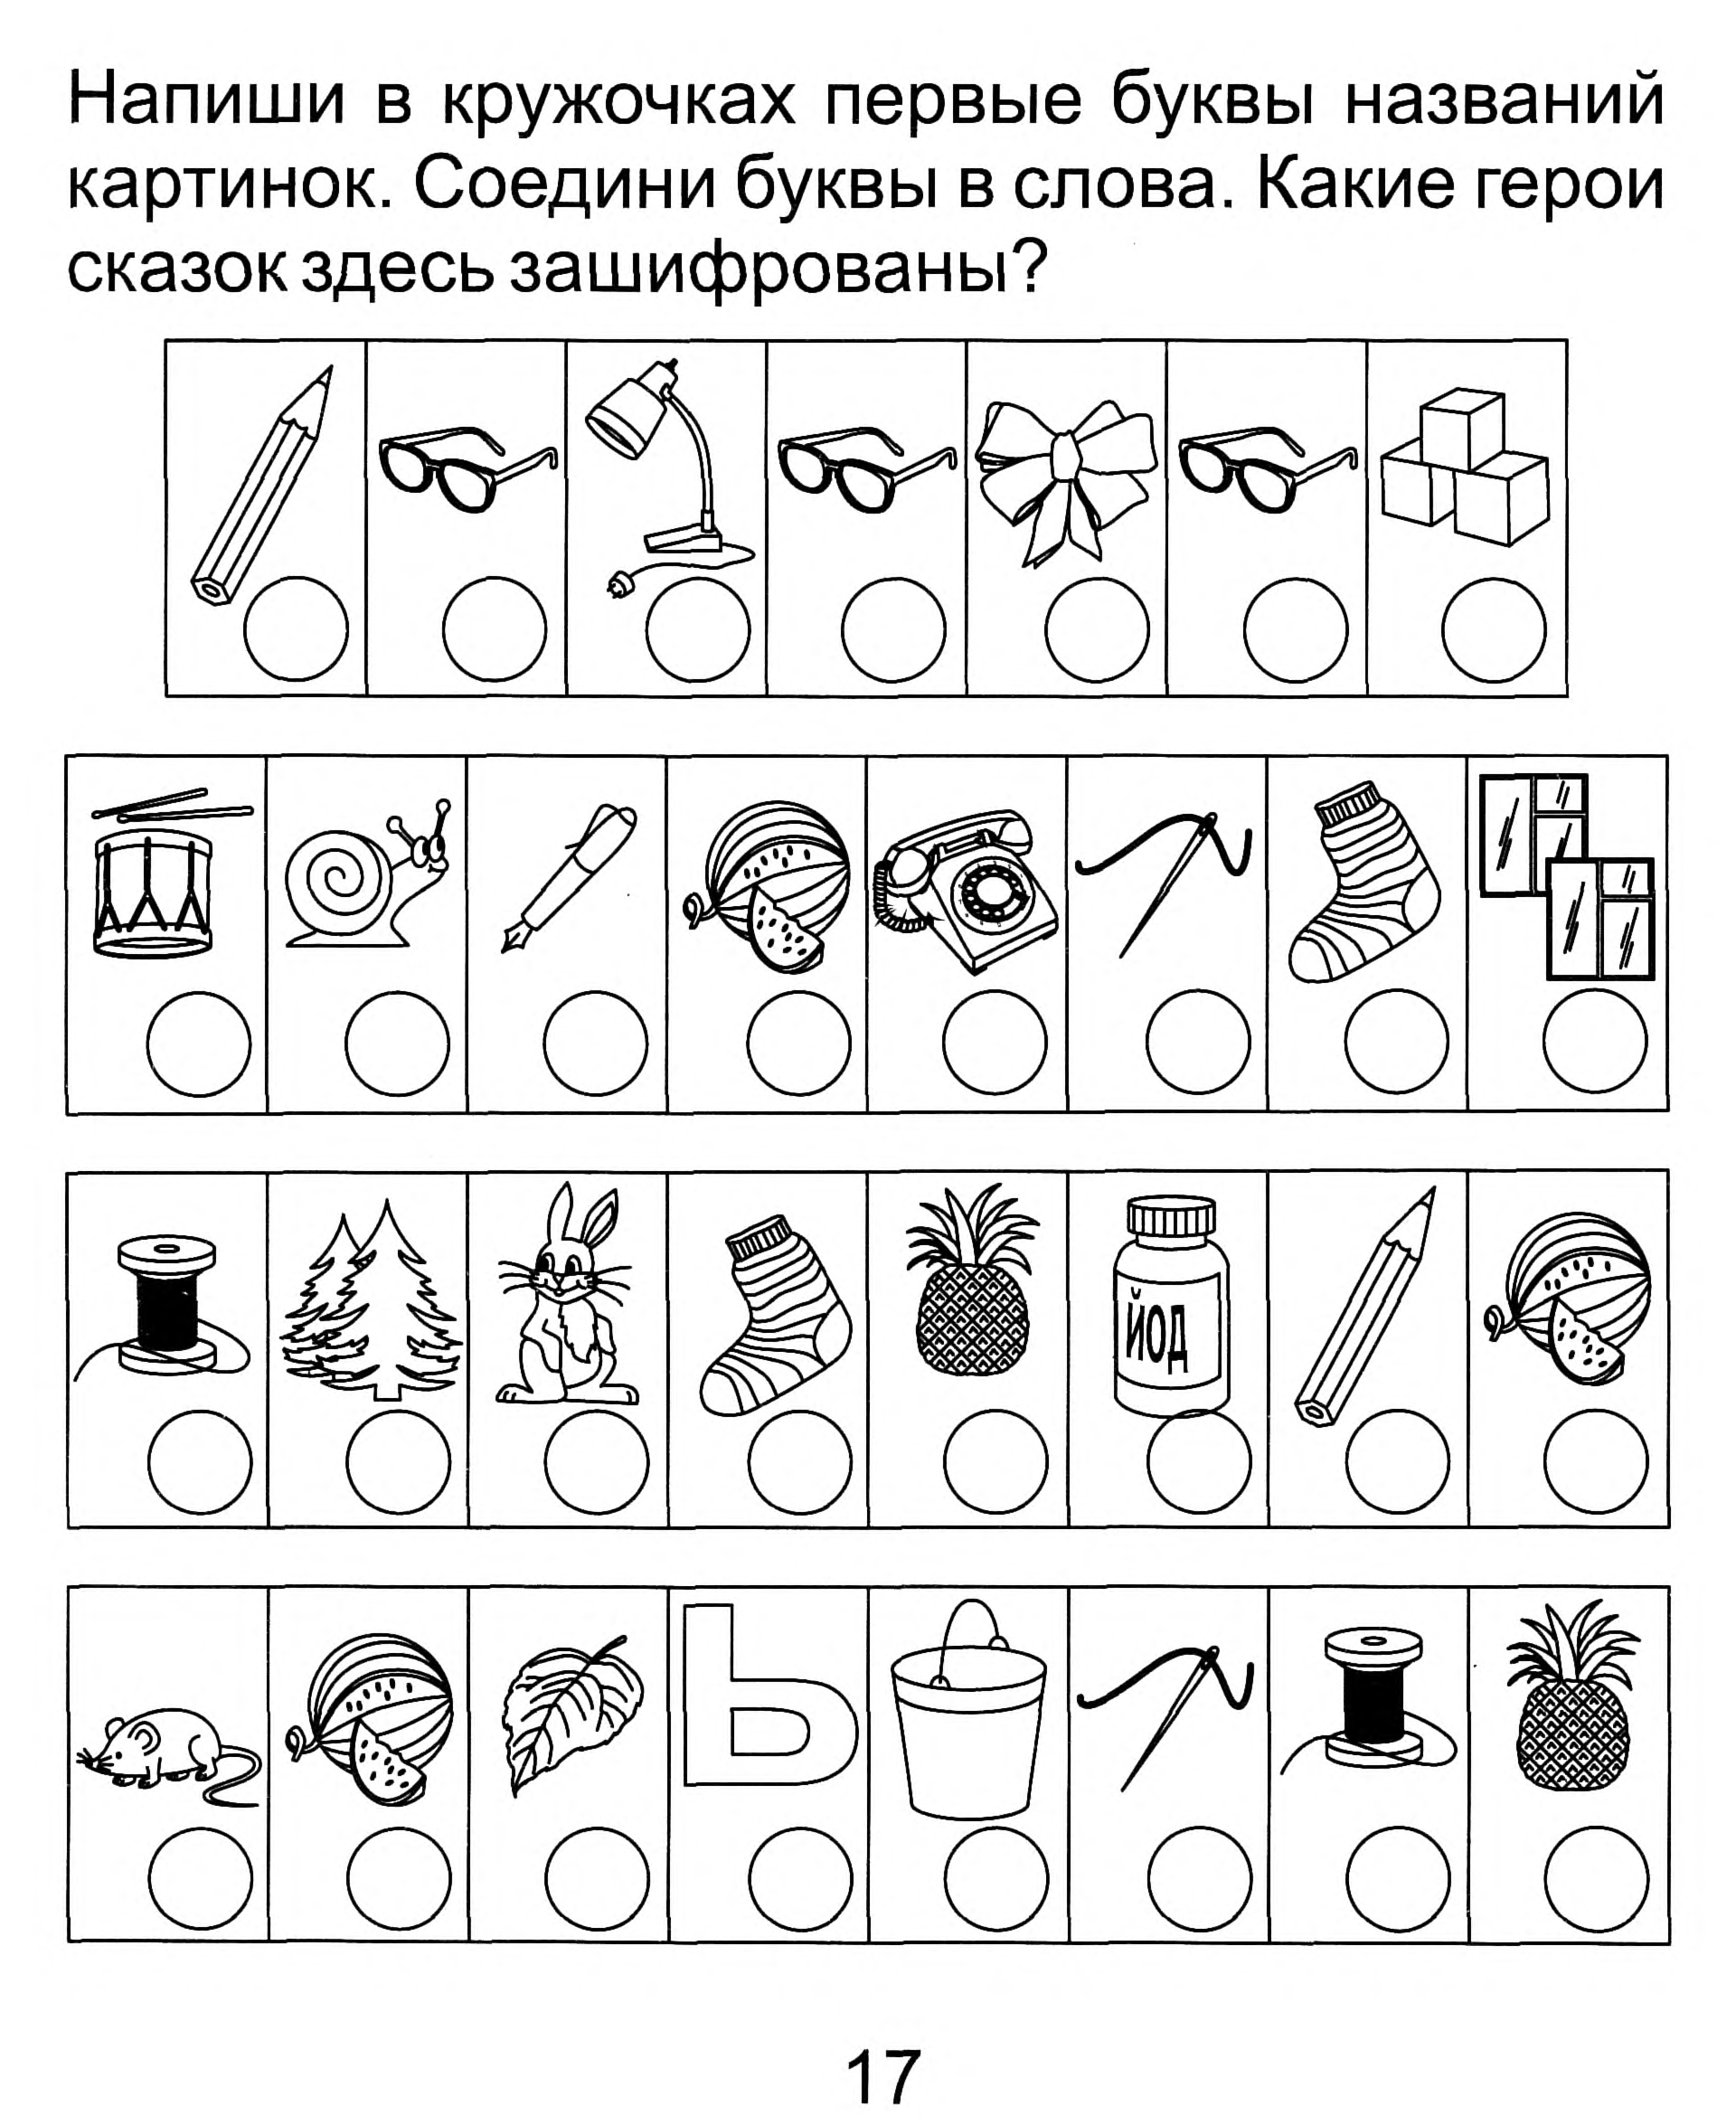 Напиши в кружочках первые буквы названий
картинок. Соедини буквы в слова. Какие герои
сказок здесь зашифрованы?
ЙОД
Ь
17